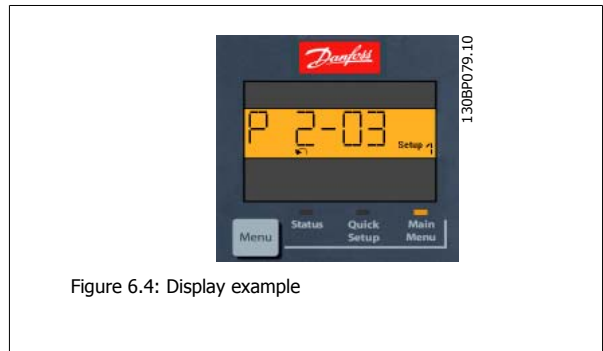 Danfoss
130BP079.10
P 2-03
Setup 1
Status Quick Setup Main Menu
Menu
Figure 6.4: Display example